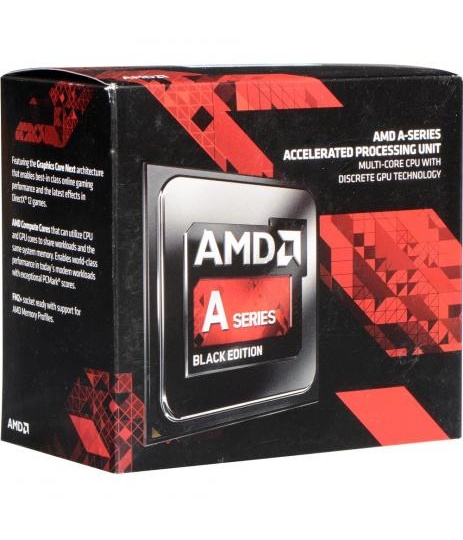 AMD
Featuring the Graphics Core Next architecture
that enables best-in-class online gaming
performance and the latest effects in
DirectX 12 games.
AMD Compute Cores that can utilize CPU
and GPU cores to share workloads and the
same system memory. Enables world-class
performance in today's modern workloads
with exceptional PCMark® scores.
FM2+ socket ready with support for
AMD Memory Profiles.
AMD
AMD A-SERIES
ACCELERATED PROCESSING UNIT
MULTI-CORE CPU WITH
DISCRETE GPU TECHNOLOGY
AMD
A SERIES
BLACK EDITION